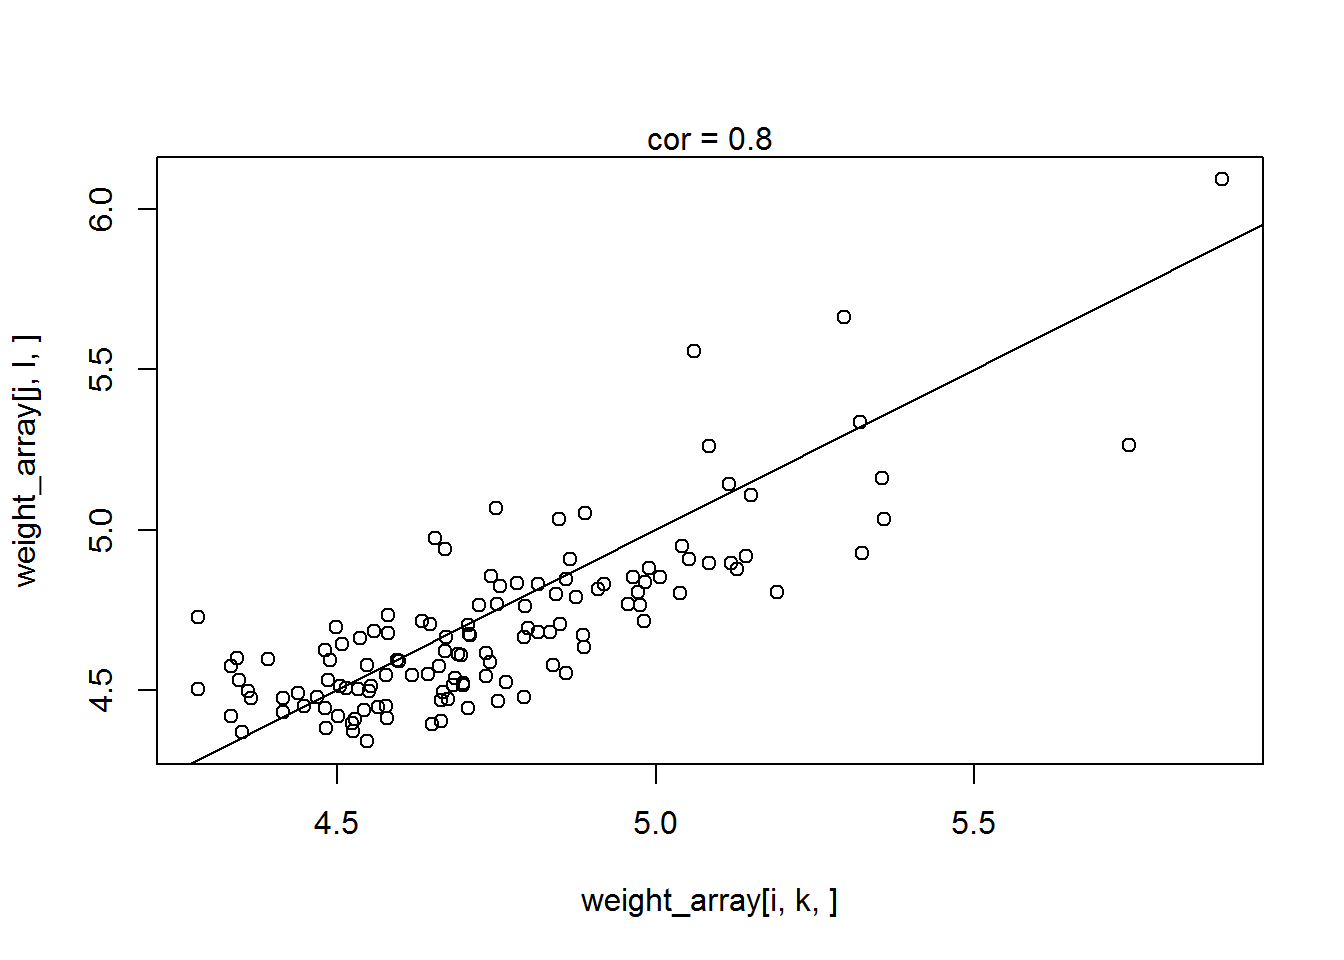 cor = 0.8
weight_array[j, l, ]
6.0
5.5
5.0
4.5
4.5 5.0 5.5
weight_array[i, k, ]